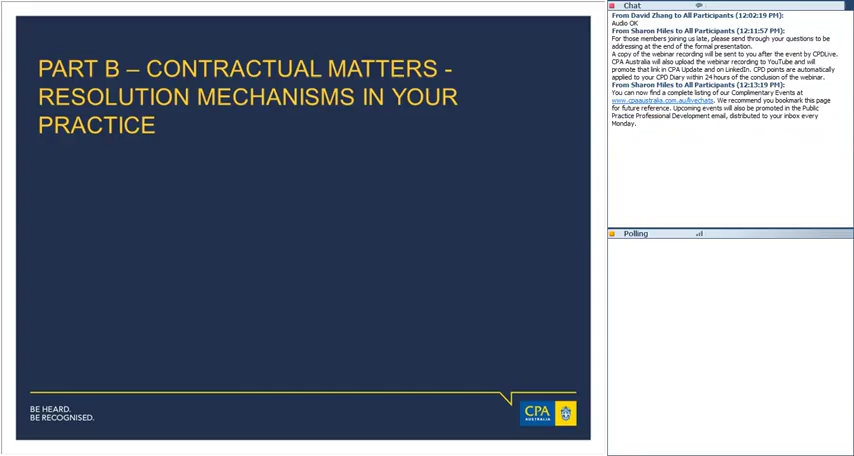 PART B – CONTRACTUAL MATTERS -
RESOLUTION MECHANISMS IN YOUR
PRACTICE
BE HEARD.
BE RECOGNISED.
CPA
AUSTRALIA
Chat
From David Zhang to All Participants (12:02:19 PM):
Audio OK
From Sharon Miles to All Participants (12:11:57 PM):
For those members joining us late, please send through your questions to be
addressing at the end of the formal presentation.
A copy of the webinar recording will be sent to you after the event by CPDLive.
CPA Australia will also upload the webinar recording to YouTube and will
promote that link in CPA Update and on LinkedIn. CPD points are automatically
applied to your CPD Diary within 24 hours of the conclusion of the webinar.
From Sharon Miles to All Participants (12:13:19 PM):
You can now find a complete listing of our Complimentary Events at
www.cpaaustralia.com.au/livechats. We recommend you bookmark this page
for future reference. Upcoming events will also be promoted in the Public
Practice Professional Development email, distributed to your inbox every
Monday.
Polling